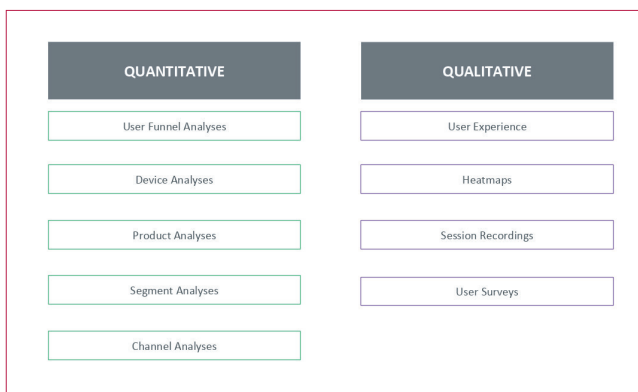 QUANTITATIVE
User Funnel Analyses
Device Analyses
Product Analyses
Segment Analyses
Channel Analyses
QUALITATIVE
User Experience
Heatmaps
Session Recordings
User Surveys